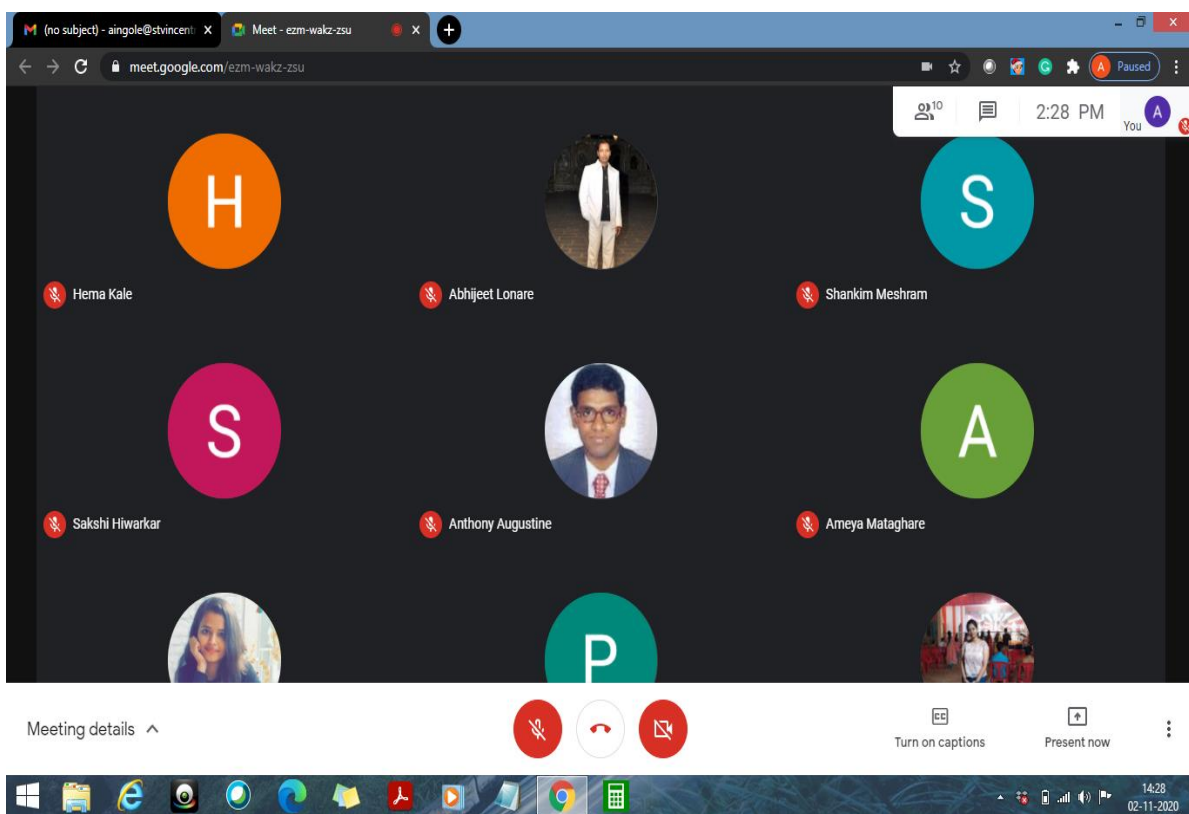 (no subject) - aingole@stvincent
Meet - ezm-wakz-zsu
meet.google.com/ezm-wakz-zsu
A Paused
10 2:28 PM You A
H
S
Hema Kale
Abhijeet Lonare
Shankim Meshram
S
A
Sakshi Hiwarkar
Anthony Augustine
Ameya Mataghare
P
Meeting details
CC
Turn on captions
Present now
14:28
02-11-2020